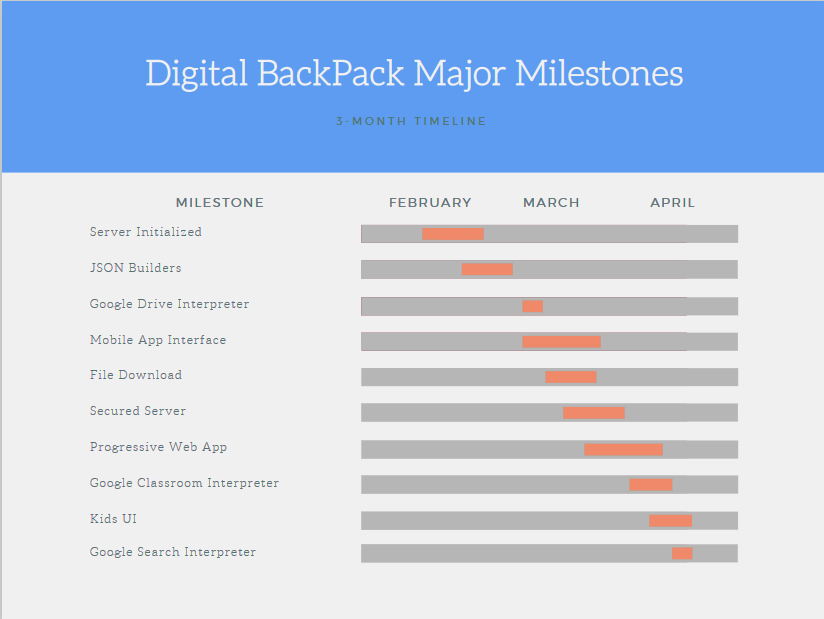 Digital BackPack Major Milestones
3-MONTH TIMELINE
MILESTONE FEBRUARY MARCH APRIL
Server Initialized
JSON Builders
Google Drive Interpreter
Mobile App Interface
File Download
Secured Server
Progressive Web App
Google Classroom Interpreter
Kids UI
Google Search Interpreter